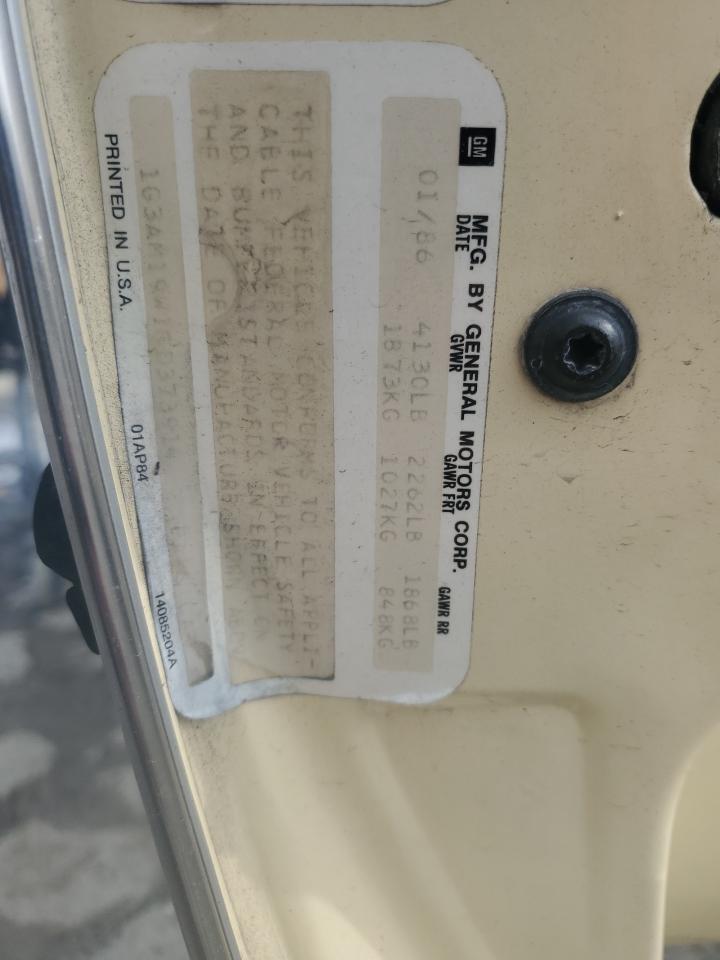 GM MFG. BY GENERAL MOTORS CORP.
DATE GVWR GAWR FRT GAWR RR
01/86 4130LB 2262LB 1868LB
1873KG 1027KG 848KG
THIS VEHICLE CONFORMS TO ALL APPLI-
CABLE FEDERAL MOTOR VEHICLE SAFETY
AND BUMPER STANDARDS IN EFFECT ON
THE DATE OF MANUFACTURE SHOWN
PRINTED IN U.S.A. 01AP84 14085204A